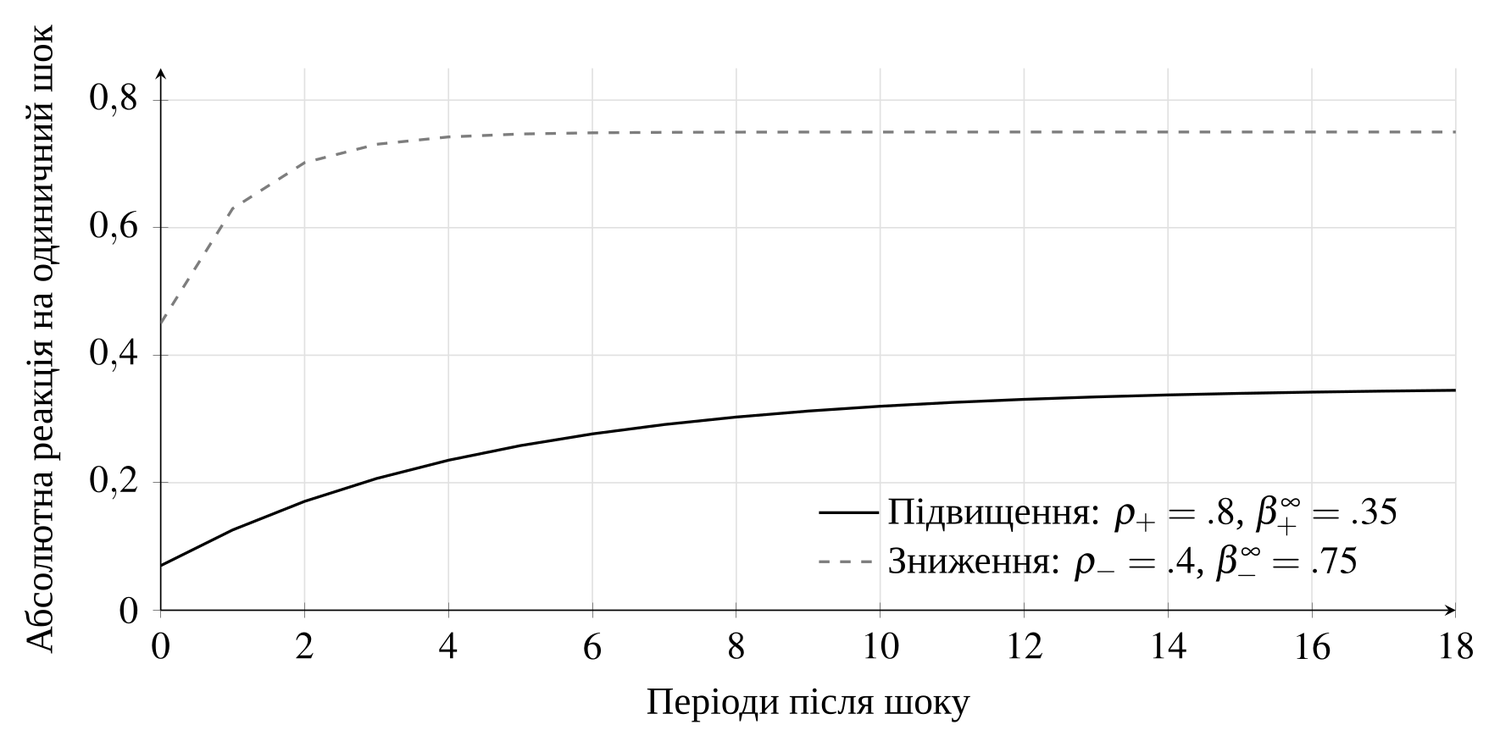 Абсолютна реакція на одиничний шок
0,8
0,6
0,4
0,2
0
Підвищення: ρ₊ = .8, β₊^∞ = .35
Зниження: ρ₋ = .4, β₋^∞ = .75
0 2 4 6 8 10 12 14 16 18
Періоди після шоку